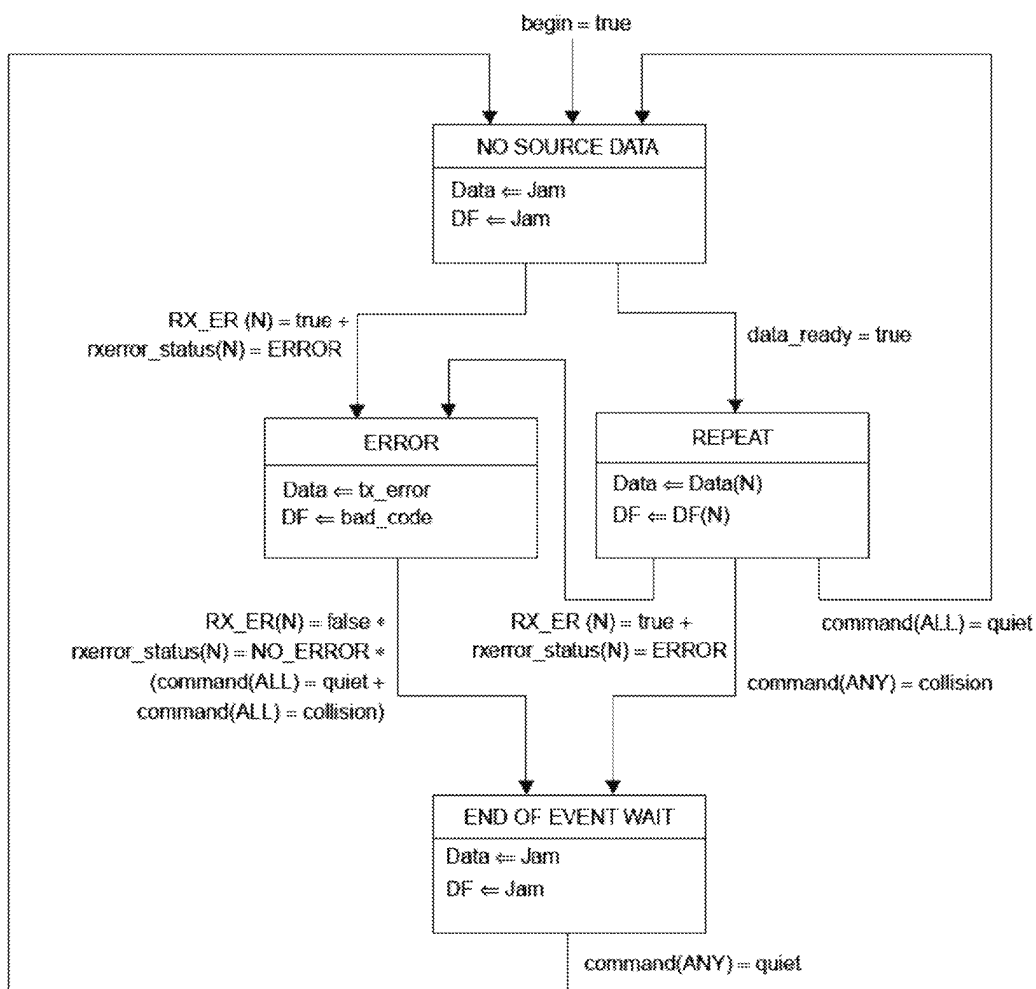 begin = true
NO SOURCE DATA
Data ⇐ Jam
DF ⇐ Jam
RX_ER (N) = true +
rxerror_status(N) = ERROR
data_ready = true
ERROR
Data ⇐ tx_error
DF ⇐ bad_code
REPEAT
Data ⇐ Data(N)
DF ⇐ DF(N)
RX_ER(N) = false *
rxerror_status(N) = NO_ERROR *
(command(ALL) = quiet +
command(ALL) = collision)
RX_ER (N) = true +
rxerror_status(N) = ERROR
command(ALL) = quiet
command(ANY) = collision
END OF EVENT WAIT
Data ⇐ Jam
DF ⇐ Jam
command(ANY) = quiet